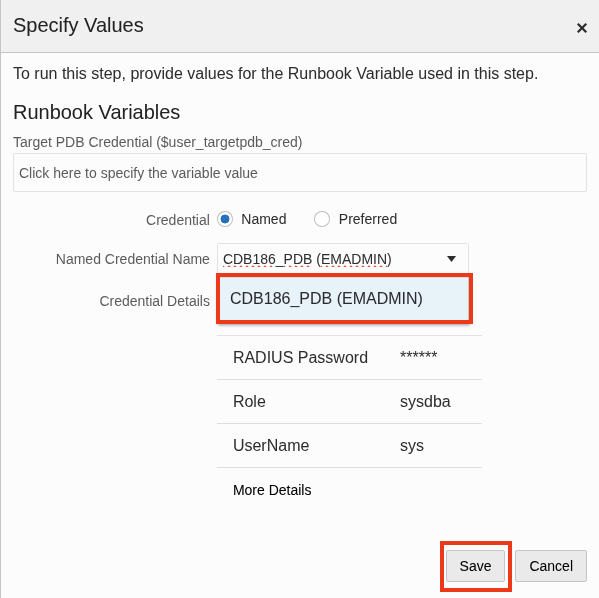 Specify Values ×
To run this step, provide values for the Runbook Variable used in this step.
Runbook Variables
Target PDB Credential ($user_targetpdb_cred)
Click here to specify the variable value
Credential Named Preferred
Named Credential Name CDB186_PDB (EMADMIN)
Credential Details CDB186_PDB (EMADMIN)
RADIUS Password ******
Role sysdba
UserName sys
More Details
Save Cancel